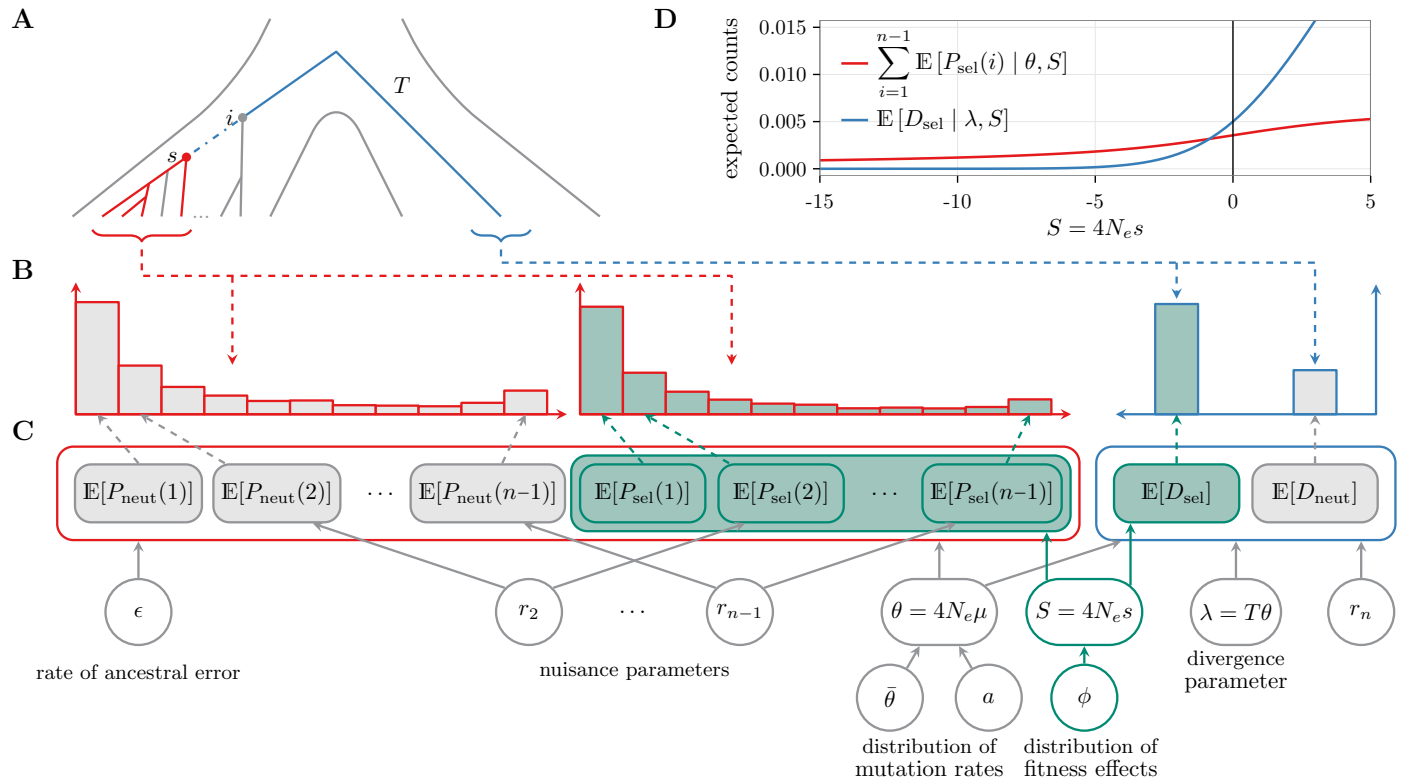 A
T
i
s
...
D
expected counts
0.015
0.010
0.005
0.000
n−1
∑ 𝔼 [P_sel(i) | θ, S]
i=1
𝔼 [D_sel | λ, S]
-15 -10 -5 0 5
S = 4N_e s
B
C
𝔼[P_neut(1)] 𝔼[P_neut(2)] ··· 𝔼[P_neut(n−1)] 𝔼[P_sel(1)] 𝔼[P_sel(2)] ··· 𝔼[P_sel(n−1)] 𝔼[D_sel] 𝔼[D_neut]
ϵ r_2 ··· r_{n−1} θ = 4N_e μ S = 4N_e s λ = Tθ r_n
rate of ancestral error
nuisance parameters
divergence
parameter
θ̄ a ϕ
distribution of
mutation rates
distribution of
fitness effects